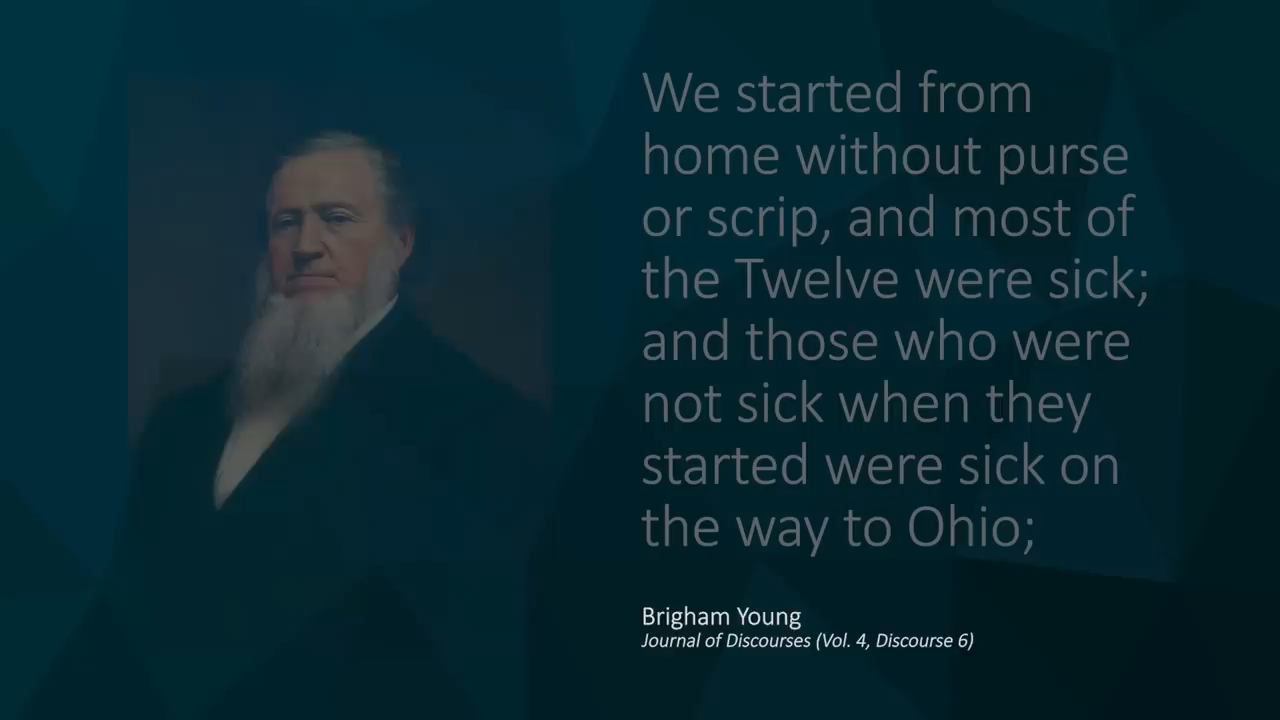 We started from
home without purse
or scrip, and most of
the Twelve were sick;
and those who were
not sick when they
started were sick on
the way to Ohio;
Brigham Young
Journal of Discourses (Vol. 4, Discourse 6)